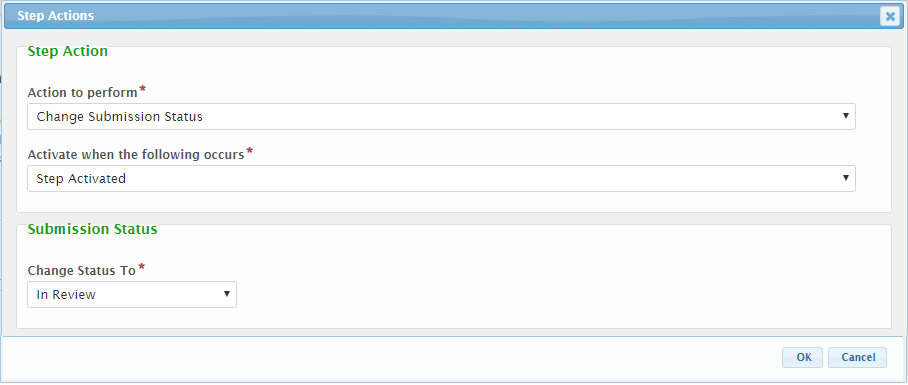 Step Actions
Step Action
Action to perform*
Change Submission Status
Activate when the following occurs*
Step Activated
Submission Status
Change Status To*
In Review
OK Cancel